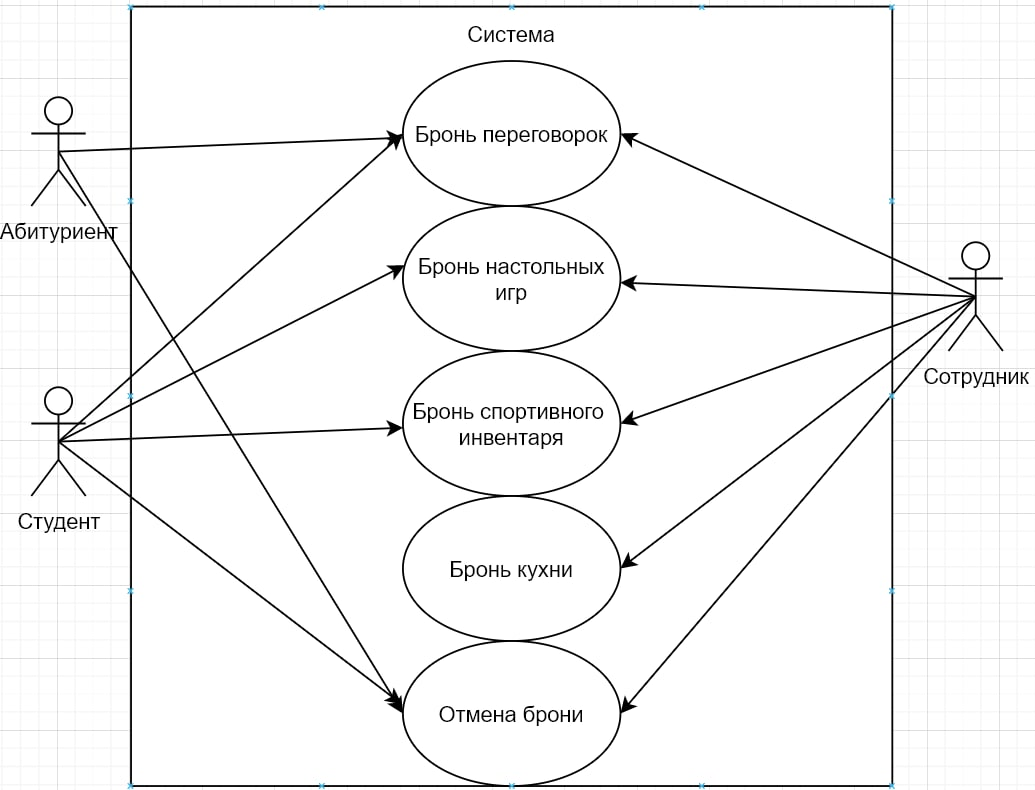 Система
Бронь переговорок
Абитуриент
Бронь настольных
игр
Сотрудник
Бронь спортивного
инвентаря
Студент
Бронь кухни
Отмена брони